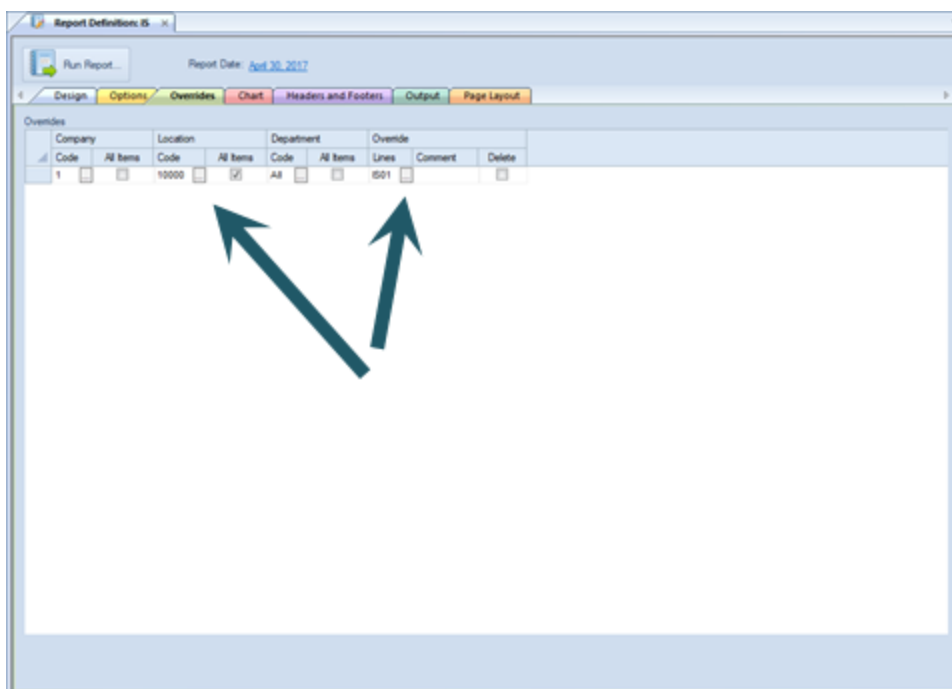 Report Definition: IS
Run Report... Report Date: April 30, 2017
Design Options Overrides Chart Headers and Footers Output Page Layout
Overrides
Company Location Department Override
Code All Items Code All Items Code All Items Lines Comment Delete
1 ... 10000 ... All ... IS01 ...